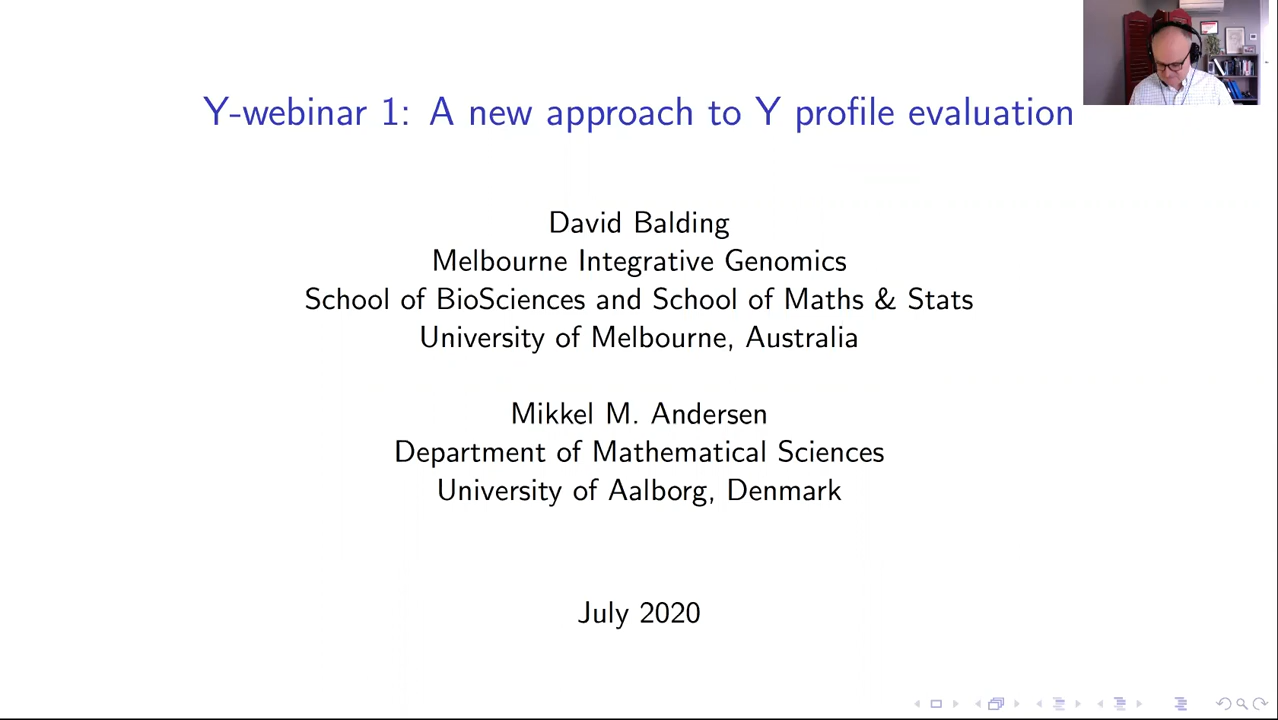 Y-webinar 1: A new approach to Y profile evaluation
David Balding
Melbourne Integrative Genomics
School of BioSciences and School of Maths & Stats
University of Melbourne, Australia
Mikkel M. Andersen
Department of Mathematical Sciences
University of Aalborg, Denmark
July 2020